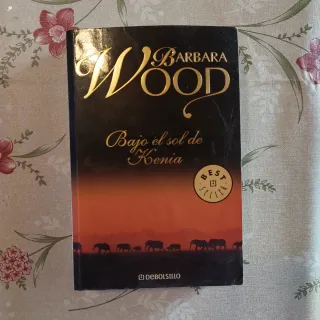 BARBARA
WOOD
Bajo el sol de
Kenia
BEST
SELLER
DEBOLSILLO